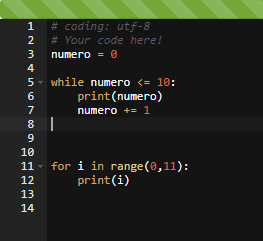 1 # coding: utf-8
2 # Your code here!
3 numero = 0
4
5 while numero <= 10:
6     print(numero)
7     numero += 1
8
9
10
11 for i in range(0,11):
12     print(i)
13
14